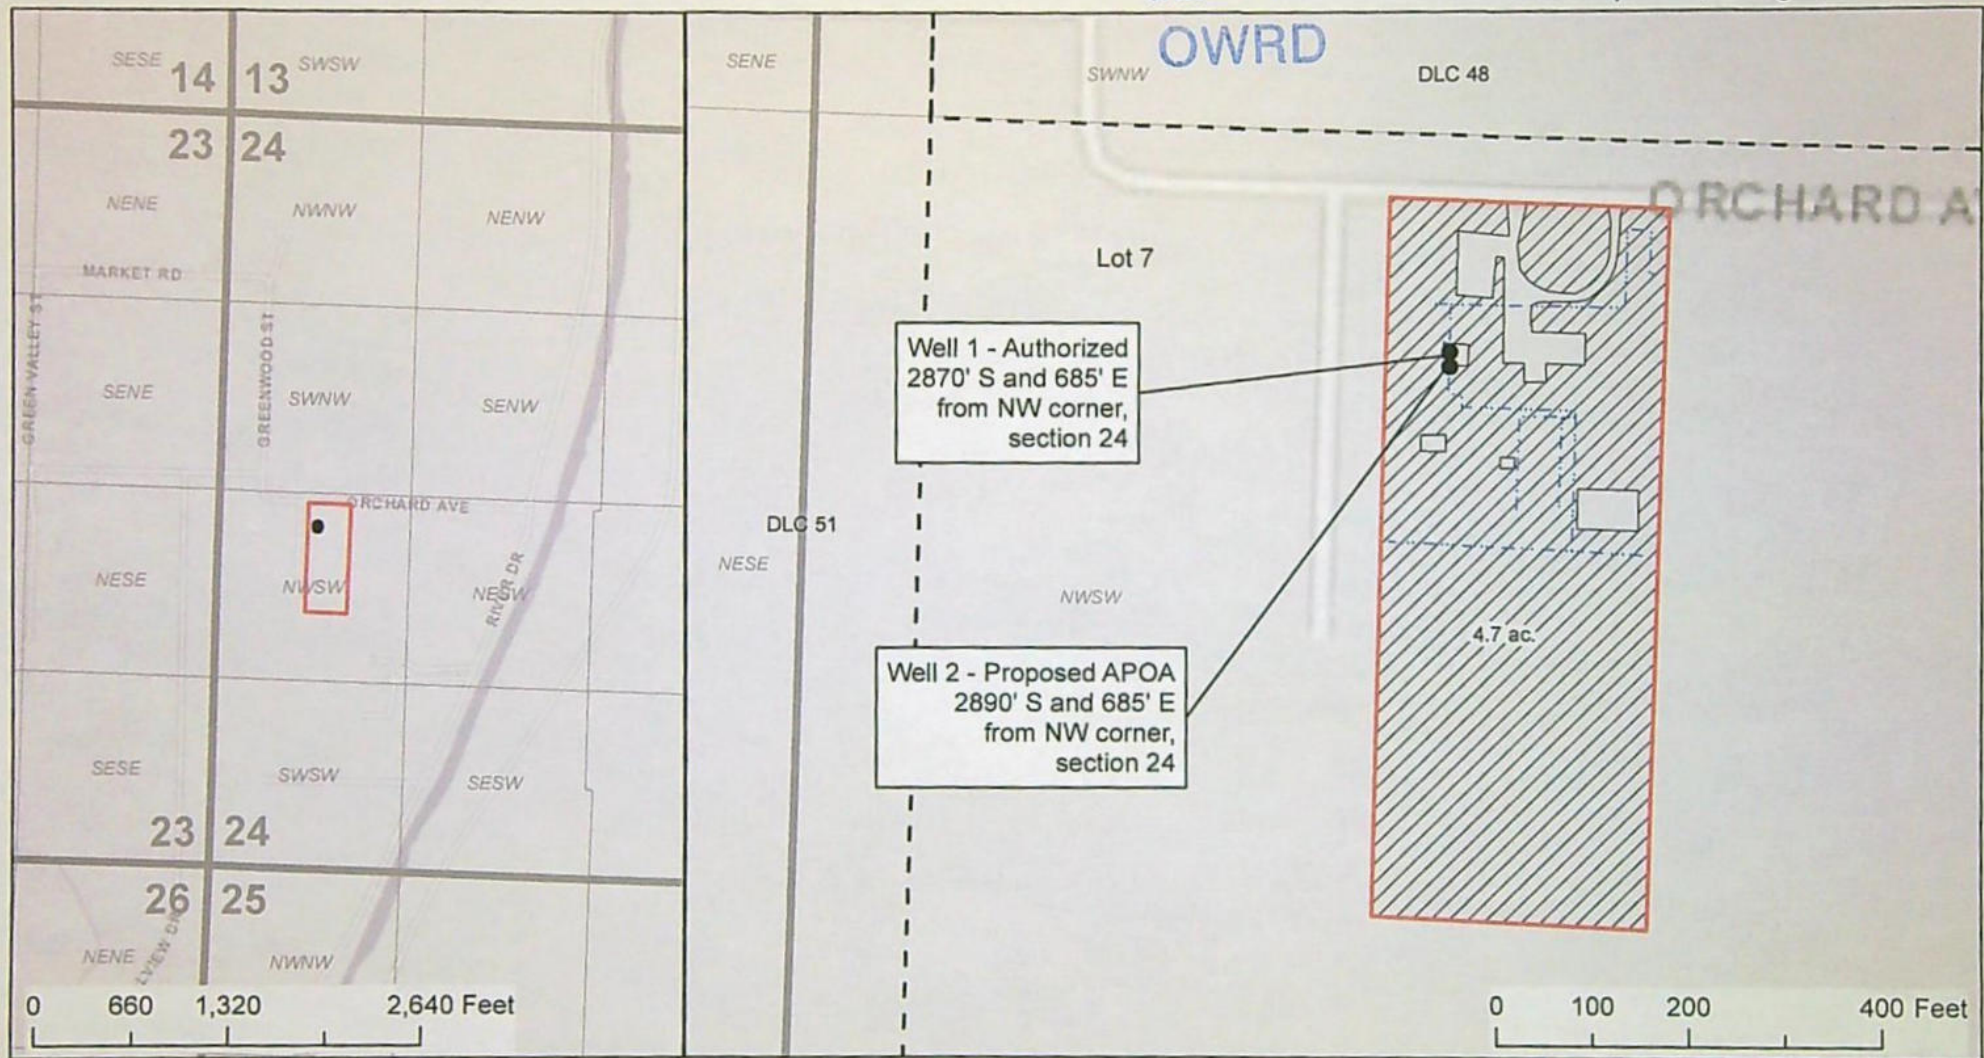 SESE
14
13
SWSW
23
24
NENE
NWNW
NENW
MARKET RD
GREEN VALLEY ST
GREENWOOD ST
SENE
SWNW
SENW
ORCHARD AVE
NESE
NWSW
NESW
RIVER DR
SESE
SWSW
SESW
23
24
26
25
NENE
NWNW
0 660 1,320 2,640 Feet
SENE
OWRD
SWNW
DLC 48
ORCHARD A
Lot 7
Well 1 - Authorized
2870' S and 685' E
from NW corner,
section 24
DLC 51
NESE
NWSW
4.7 ac.
Well 2 - Proposed APOA
2890' S and 685' E
from NW corner,
section 24
0 100 200 400 Feet